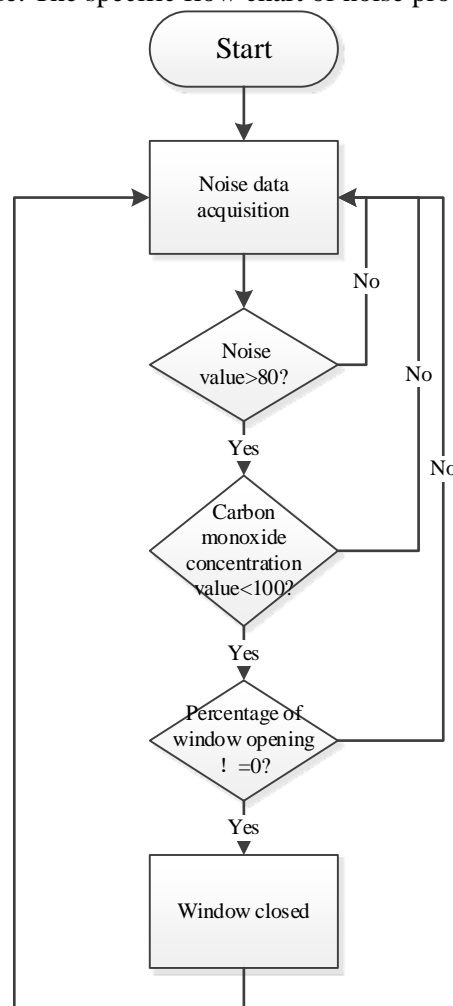 se. The specific flow chart of noise pro
Start
Noise data
acquisition
No
Noise
value>80?
No
Yes
No
Carbon
monoxide
concentration
value<100?
Yes
Percentage of
window opening
! =0?
Yes
Window closed